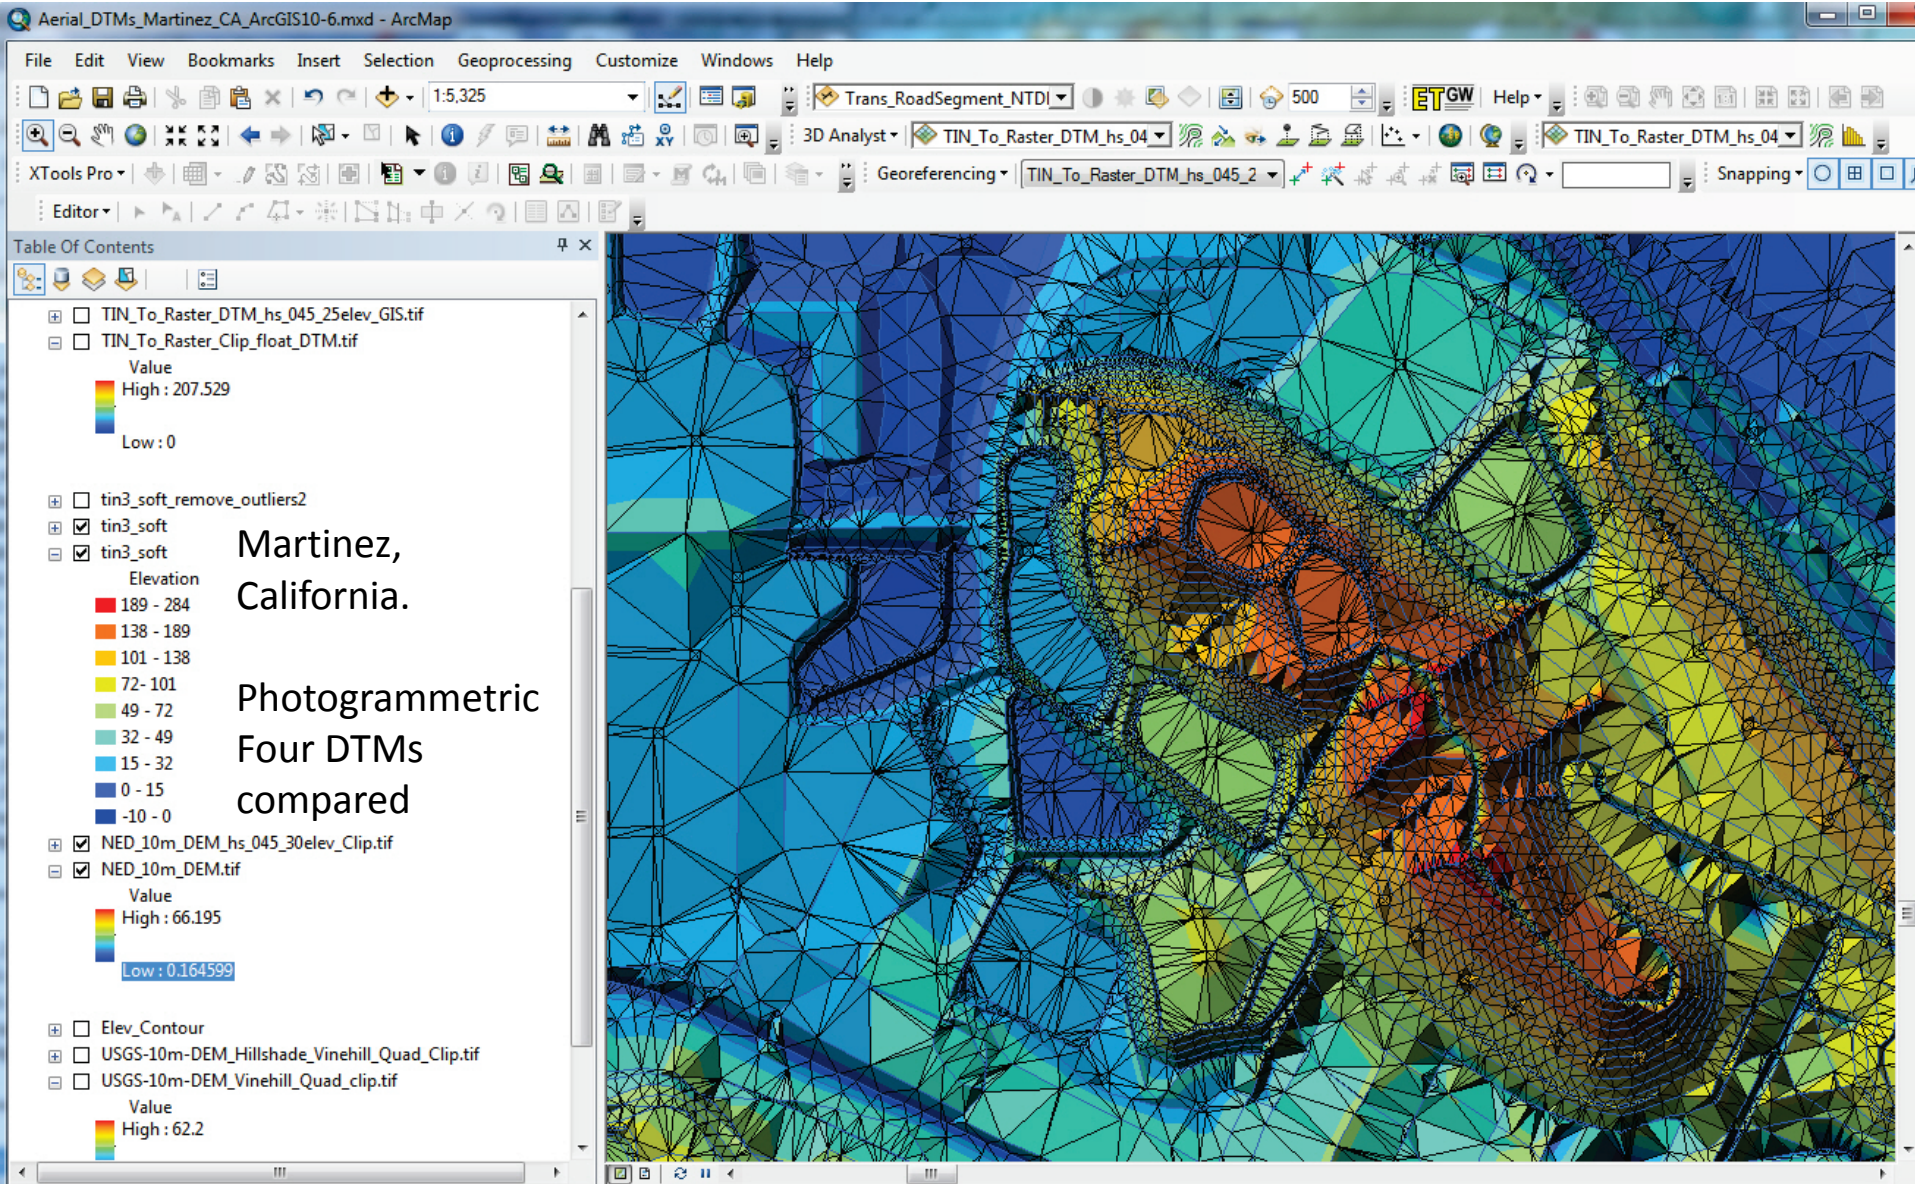 Aerial_DTMs_Martinez_CA_ArcGIS10-6.mxd - ArcMap
File Edit View Bookmarks Insert Selection Geoprocessing Customize Windows Help
1:5,325 Trans_RoadSegment_NTDI 500 ET GW Help
3D Analyst TIN_To_Raster_DTM_hs_04 TIN_To_Raster_DTM_hs_04
XTools Pro Georeferencing TIN_To_Raster_DTM_hs_045_2 Snapping
Editor
Table Of Contents
TIN_To_Raster_DTM_hs_045_25elev_GIS.tif
TIN_To_Raster_Clip_float_DTM.tif
Value
High : 207.529
Low : 0
tin3_soft_remove_outliers2
tin3_soft
tin3_soft
Elevation
189 - 284
138 - 189
101 - 138
72- 101
49 - 72
32 - 49
15 - 32
0 - 15
-10 - 0
Martinez,
California.
Photogrammetric
Four DTMs
compared
NED_10m_DEM_hs_045_30elev_Clip.tif
NED_10m_DEM.tif
Value
High : 66.195
Low : 0.164599
Elev_Contour
USGS-10m-DEM_Hillshade_Vinehill_Quad_Clip.tif
USGS-10m-DEM_Vinehill_Quad_clip.tif
Value
High : 62.2